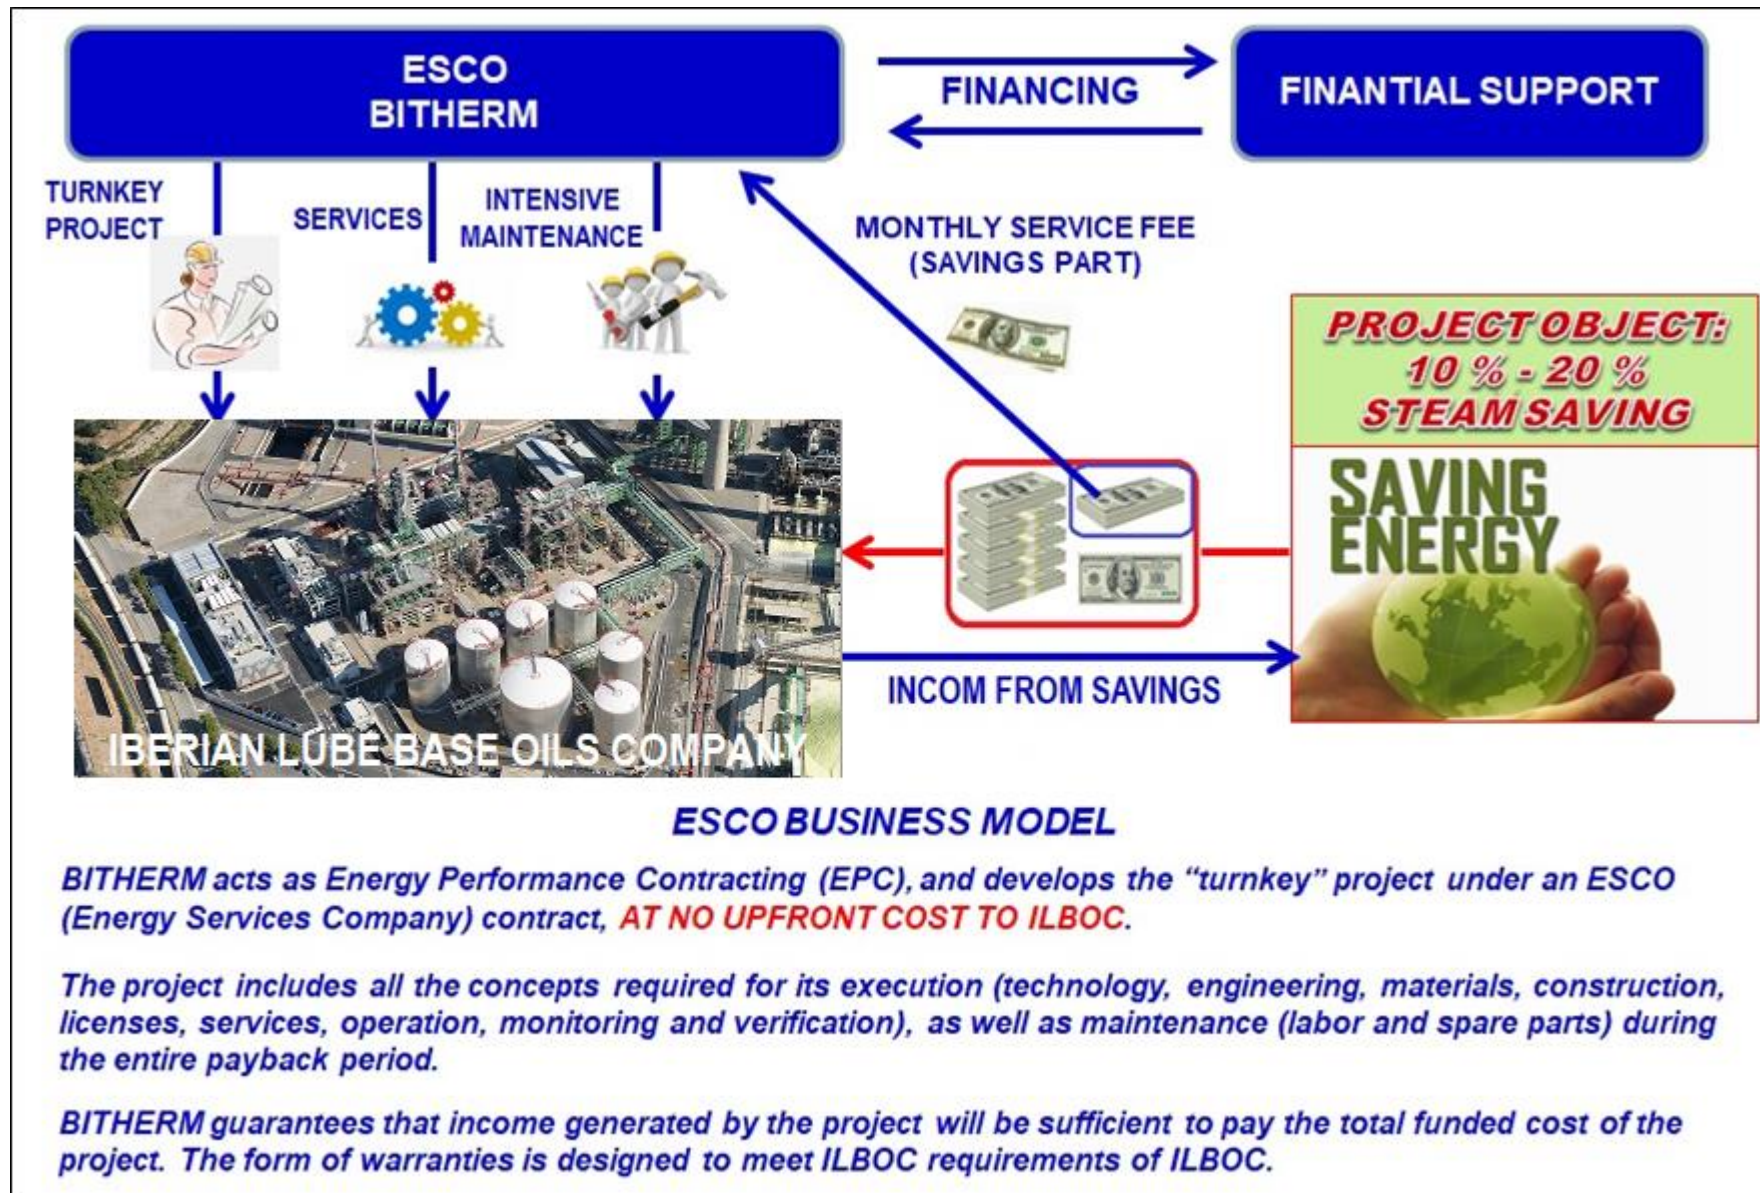 ESCO
BITHERM
FINANCING
FINANTIAL SUPPORT
TURNKEY
PROJECT
SERVICES
INTENSIVE
MAINTENANCE
MONTHLY SERVICE FEE
(SAVINGS PART)
PROJECT OBJECT:
10 % - 20 %
STEAM SAVING
SAVING
ENERGY
INCOM FROM SAVINGS
IBERIAN LUBE BASE OILS COMPANY
ESCO BUSINESS MODEL
BITHERM acts as Energy Performance Contracting (EPC), and develops the “turnkey” project under an ESCO
(Energy Services Company) contract, AT NO UPFRONT COST TO ILBOC.
The project includes all the concepts required for its execution (technology, engineering, materials, construction,
licenses, services, operation, monitoring and verification), as well as maintenance (labor and spare parts) during
the entire payback period.
BITHERM guarantees that income generated by the project will be sufficient to pay the total funded cost of the
project. The form of warranties is designed to meet ILBOC requirements of ILBOC.